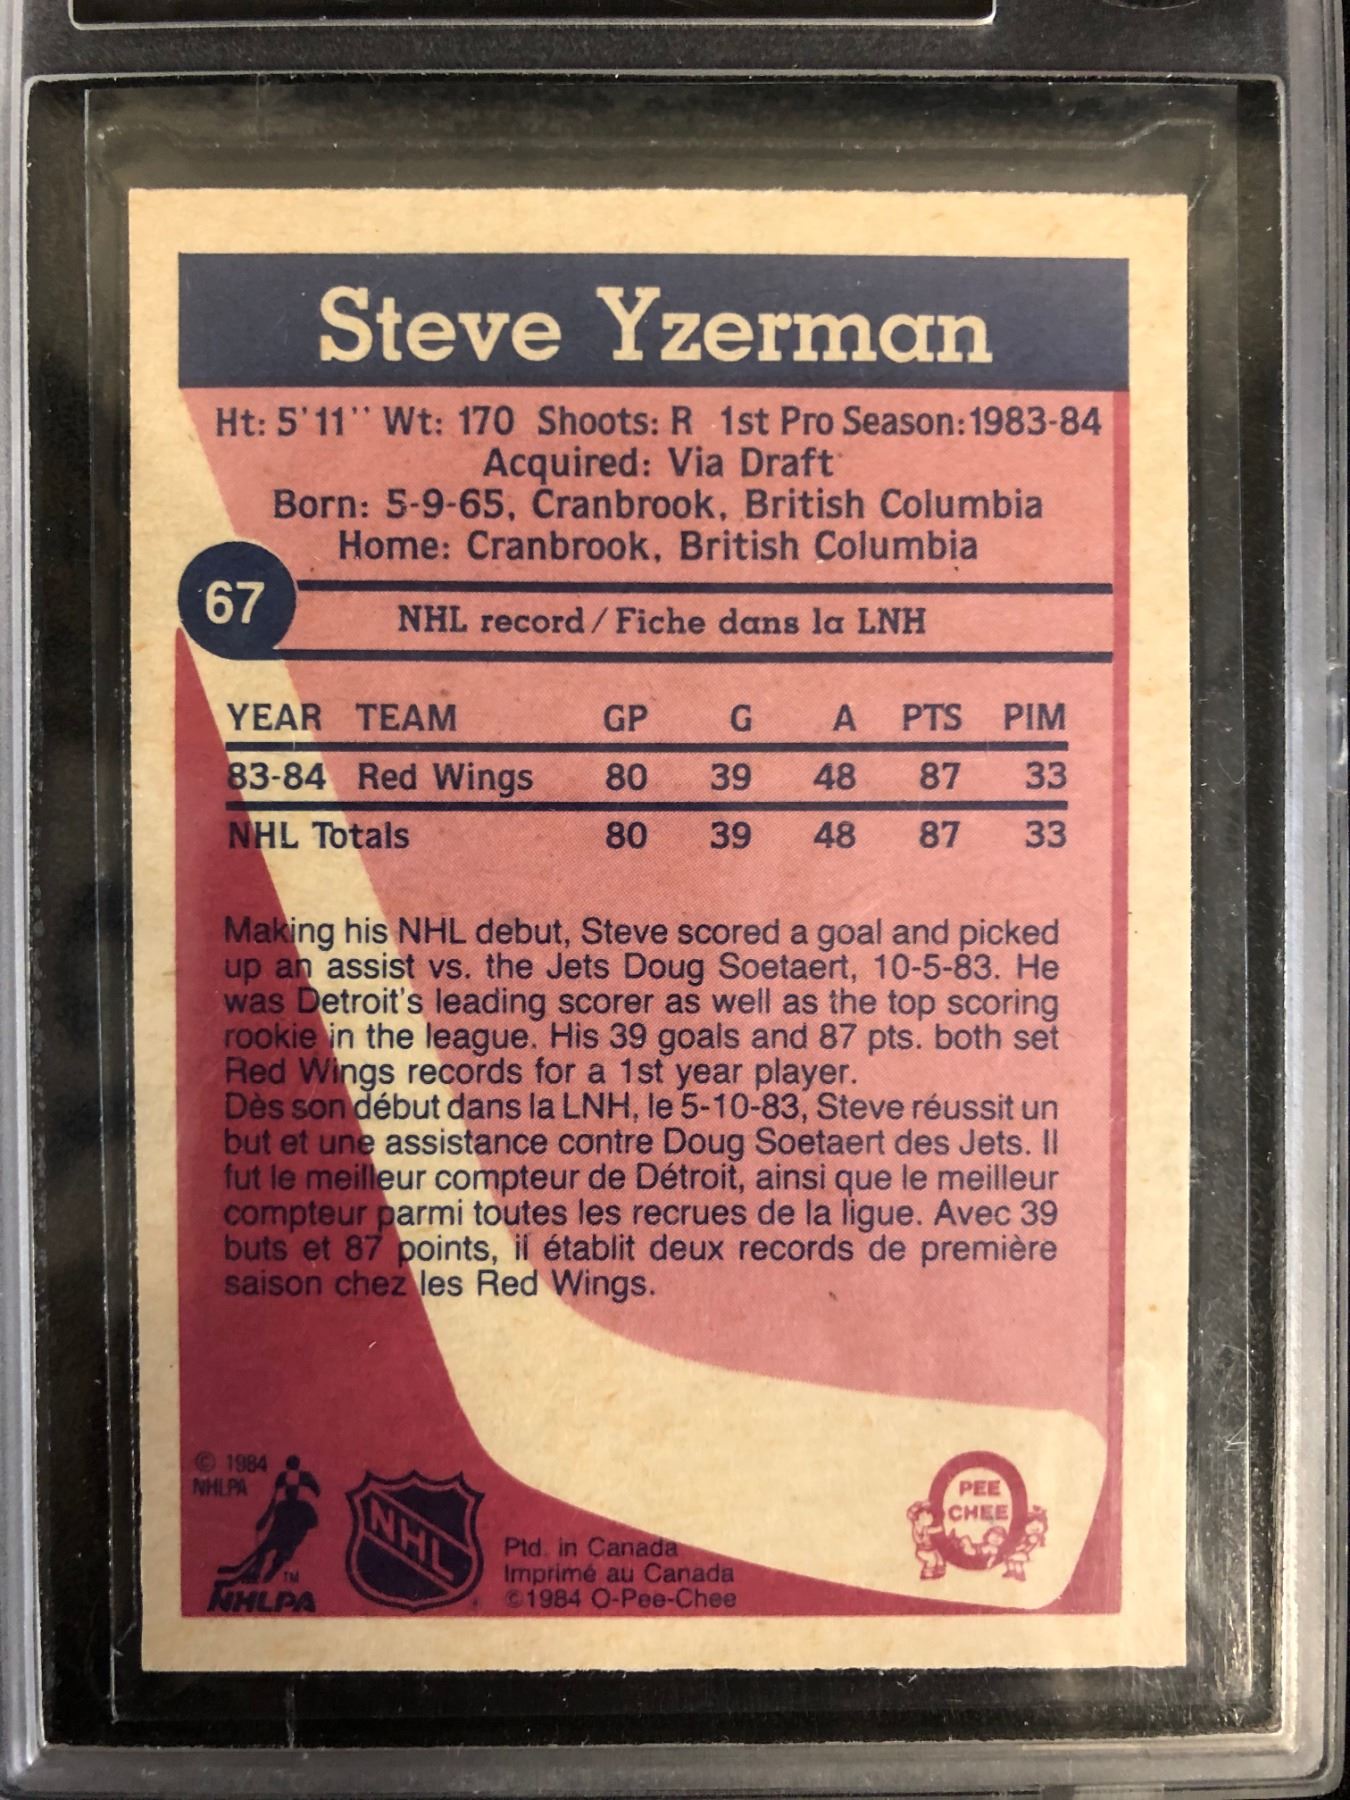 Steve Yzerman
Ht: 5'11'' Wt: 170 Shoots: R 1st Pro Season: 1983-84
Acquired: Via Draft
Born: 5-9-65, Cranbrook, British Columbia
Home: Cranbrook, British Columbia
67
NHL record / Fiche dans la LNH
YEAR TEAM GP G A PTS PIM
83-84 Red Wings 80 39 48 87 33
NHL Totals 80 39 48 87 33
Making his NHL debut, Steve scored a goal and picked
up an assist vs. the Jets Doug Soetaert, 10-5-83. He
was Detroit's leading scorer as well as the top scoring
rookie in the league. His 39 goals and 87 pts. both set
Red Wings records for a 1st year player.
Dès son début dans la LNH, le 5-10-83, Steve réussit un
but et une assistance contre Doug Soetaert des Jets. Il
fut le meilleur compteur de Détroit, ainsi que le meilleur
compteur parmi toutes les recrues de la ligue. Avec 39
buts et 87 points, il établit deux records de première
saison chez les Red Wings.
© 1984
NHLPA
TM
NHLPA
NHL
Ptd. in Canada
Imprimé au Canada
©1984 O-Pee-Chee
PEE
CHEE